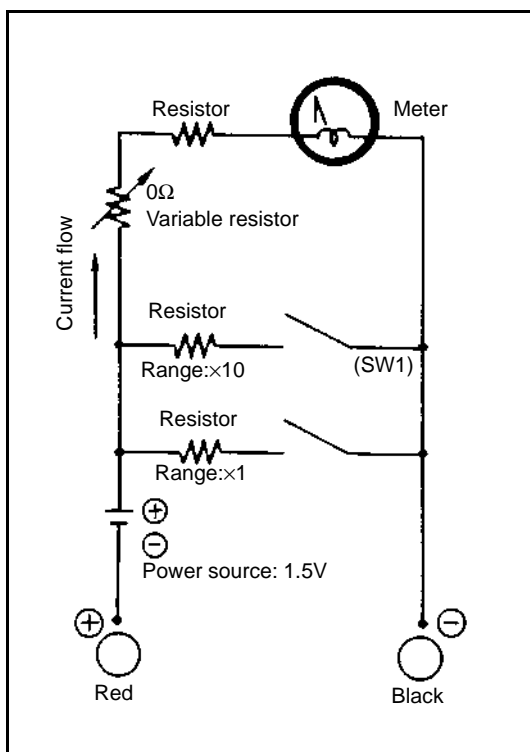 Resistor
Meter
0Ω
Variable resistor
Current flow
Resistor
Range:×10
(SW1)
Resistor
Range:×1
⊕
⊖
Power source: 1.5V
⊕
⊖
Red
Black